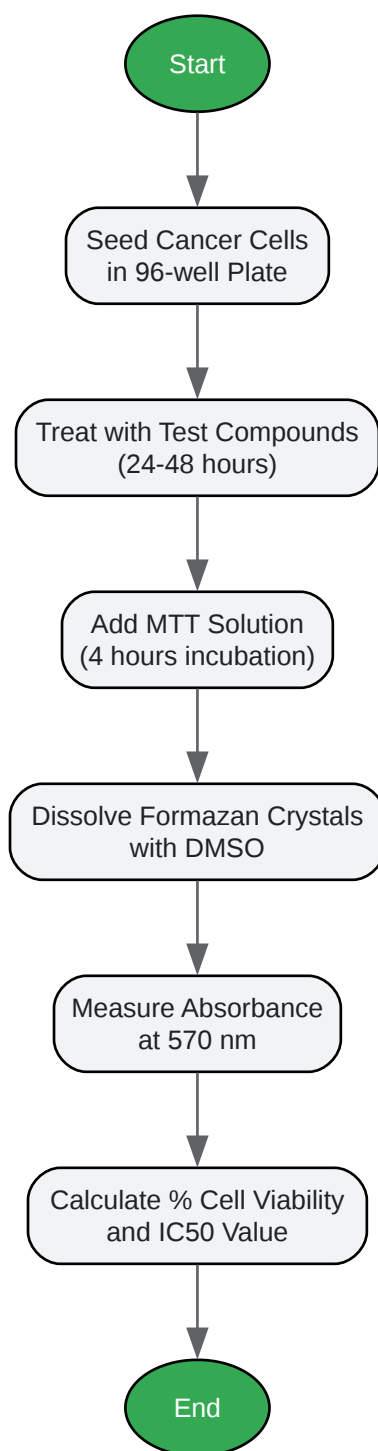 Start
Seed Cancer Cells
in 96-well Plate
Treat with Test Compounds
(24-48 hours)
Add MTT Solution
(4 hours incubation)
Dissolve Formazan Crystals
with DMSO
Measure Absorbance
at 570 nm
Calculate % Cell Viability
and IC50 Value
End